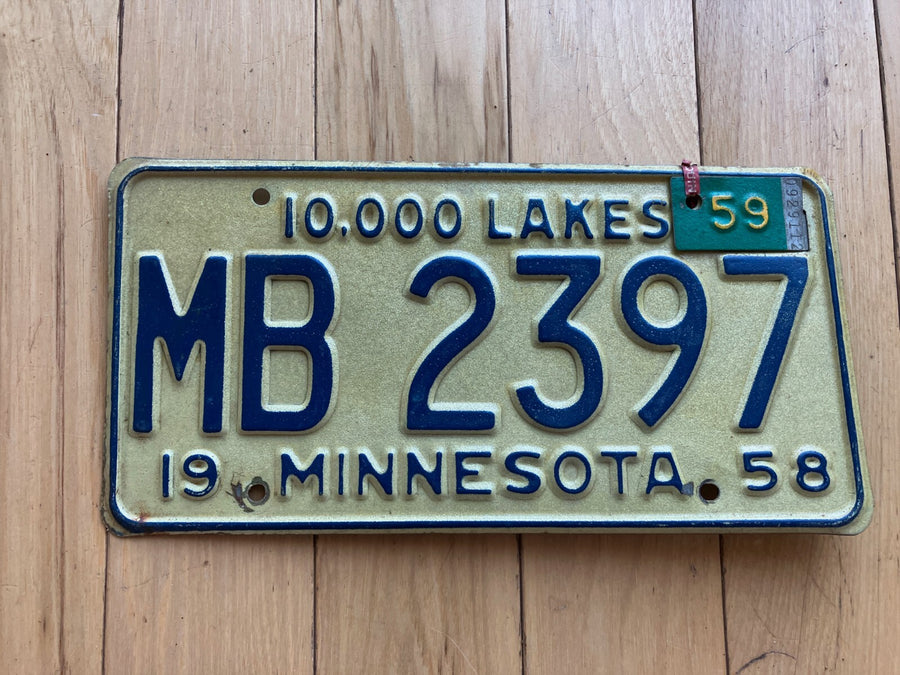 10,000 LAKES 59
MB 2397
19 MINNESOTA 58